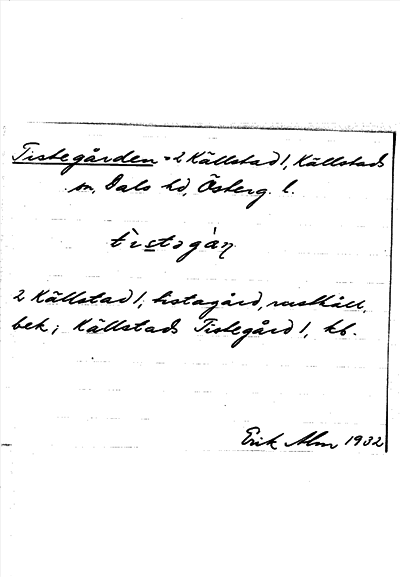 Tistegården = 2 Källstad 1, Källstads
sn, Dals hd, Österg. l.
tìstəgàṇ
2 Källstad 1; Tistagård, rusthåll,
bek; Källstads Tistegård 1, kb.
Erik Alm 1932